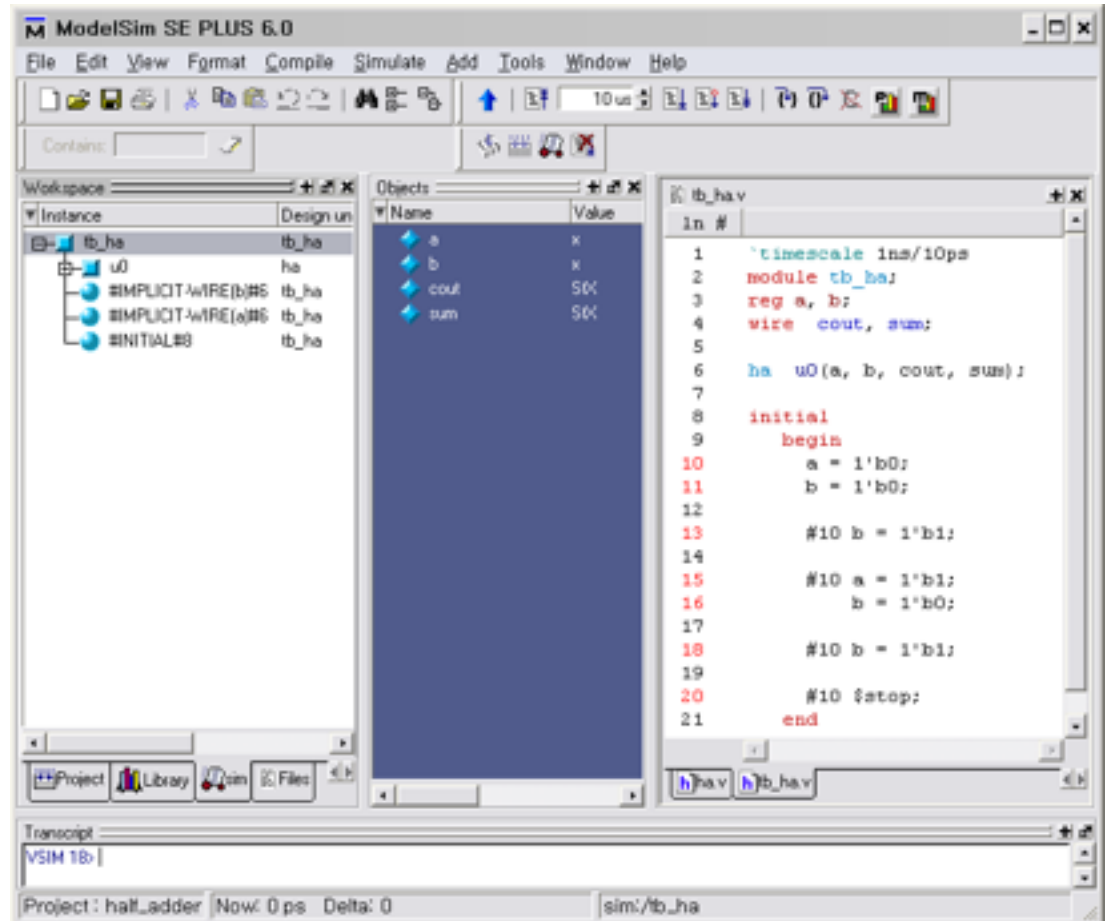 ModelSim SE PLUS 6.0
File Edit View Format Compile Simulate Add Tools Window Help
10 us
Contains:
Workspace
Instance Design un
tb_ha tb_ha
u0 ha
#IMPLICIT-WIRE(b)#6 tb_ha
#IMPLICIT-WIRE(a)#6 tb_ha
#INITIAL#8 tb_ha
Project Library sim Files
Objects
Name Value
a x
b x
cout StX
sum StX
tb_ha.v
ln #
1 `timescale 1ns/10ps
2 module tb_ha;
3 reg a, b;
4 wire cout, sum;
5
6 ha u0(a, b, cout, sum);
7
8 initial
9 begin
10 a = 1'b0;
11 b = 1'b0;
12
13 #10 b = 1'b1;
14
15 #10 a = 1'b1;
16 b = 1'b0;
17
18 #10 b = 1'b1;
19
20 #10 $stop;
21 end
ha.v tb_ha.v
Transcript
VSIM 18>
Project : half_adder Now: 0 ps Delta: 0 sim:/tb_ha